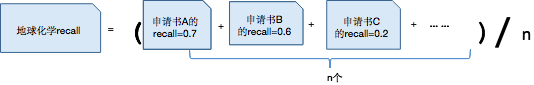 地球化学recall = ( 申请书A的 + 申请书B + 申请书C + …… ) / n
recall=0.7 的recall=0.6 的recall=0.2
n个